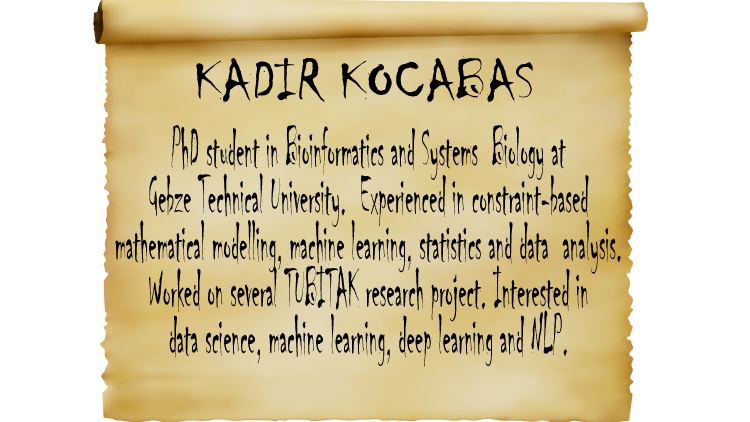 KADIR KOCABAS
PhD student in Bioinformatics and Systems Biology at
Gebze Technical University. Experienced in constraint-based
mathematical modelling, machine learning, statistics and data analysis.
Worked on several TUBITAK research project. Interested in
data science, machine learning, deep learning and NLP.